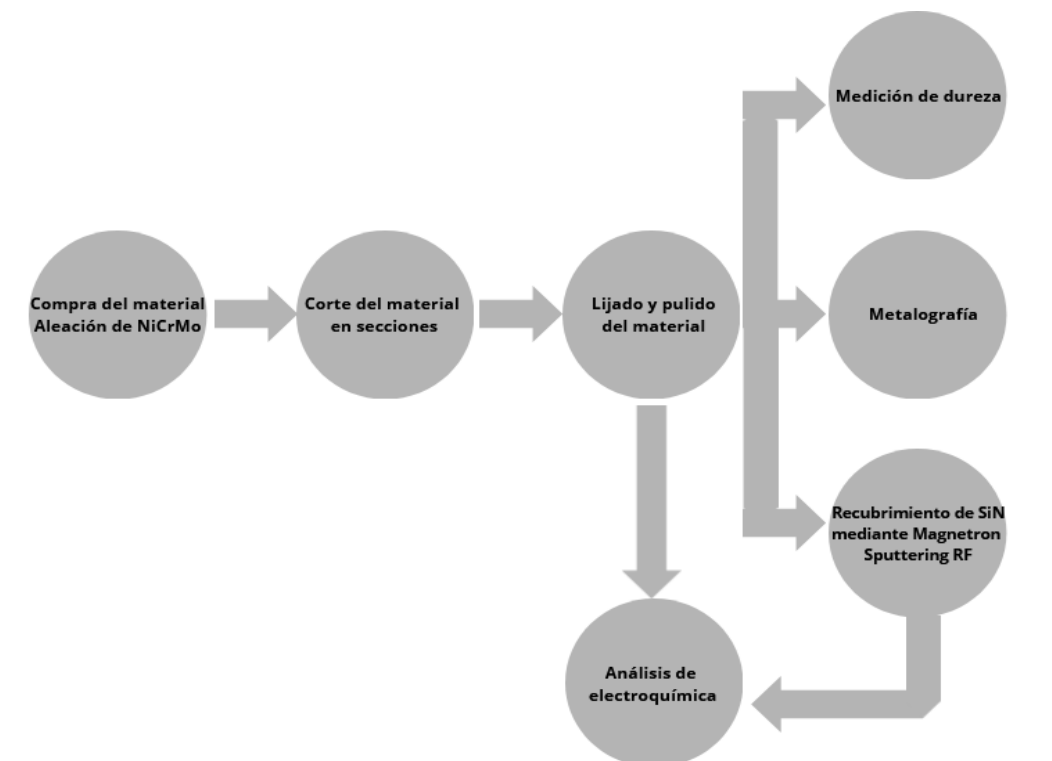 Medición de dureza
Compra del material
Aleación de NiCrMo
Corte del material
en secciones
Lijado y pulido
del material
Metalografía
Recubrimiento de SiN
mediante Magnetron
Sputtering RF
Análisis de
electroquímica